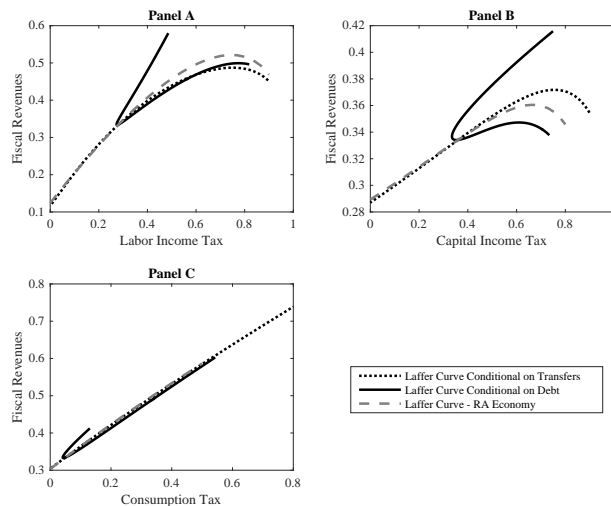 Panel A
0.6
0.5
0.4
0.3
0.2
0.1
0 0.2 0.4 0.6 0.8 1
Labor Income Tax
Fiscal Revenues
Panel B
0.42
0.4
0.36
0.34
0.32
0.3
0.28
0 0.2 0.4 0.6 0.8 1
Capital Income Tax
Fiscal Revenues
Panel C
0.8
0.7
0.6
0.5
0.4
0.3
0 0.2 0.4 0.6 0.8
Consumption Tax
Fiscal Revenues
Laffer Curve Conditional on Transfers
Laffer Curve Conditional on Debt
Laffer Curve - RA Economy